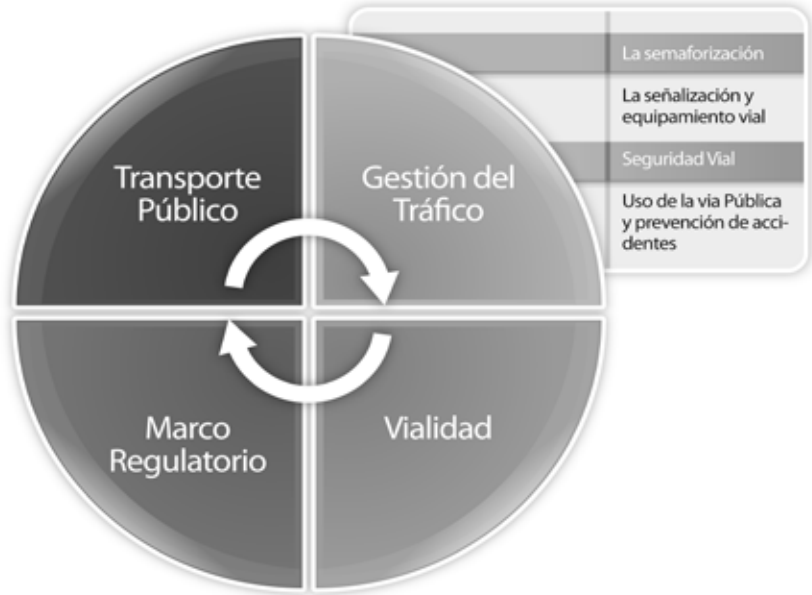 Transporte
Público
Gestión del
Tráfico
La semaforización
La señalización y
equipamiento vial
Seguridad Vial
Uso de la via Pública
y prevención de acci-
dentes
Marco
Regulatorio
Vialidad